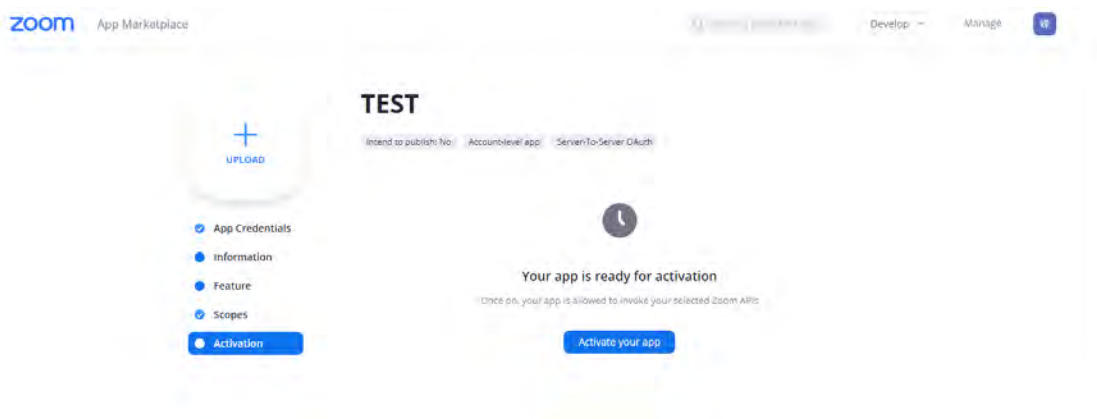 zoom App Marketplace Develop Manage
TEST
Intend to publish: No Account-level app Server-To-Server OAuth
UPLOAD
App Credentials
Information
Feature
Scopes
Activation
Your app is ready for activation
Once on, your app is allowed to invoke your selected Zoom APIs
Activate your app